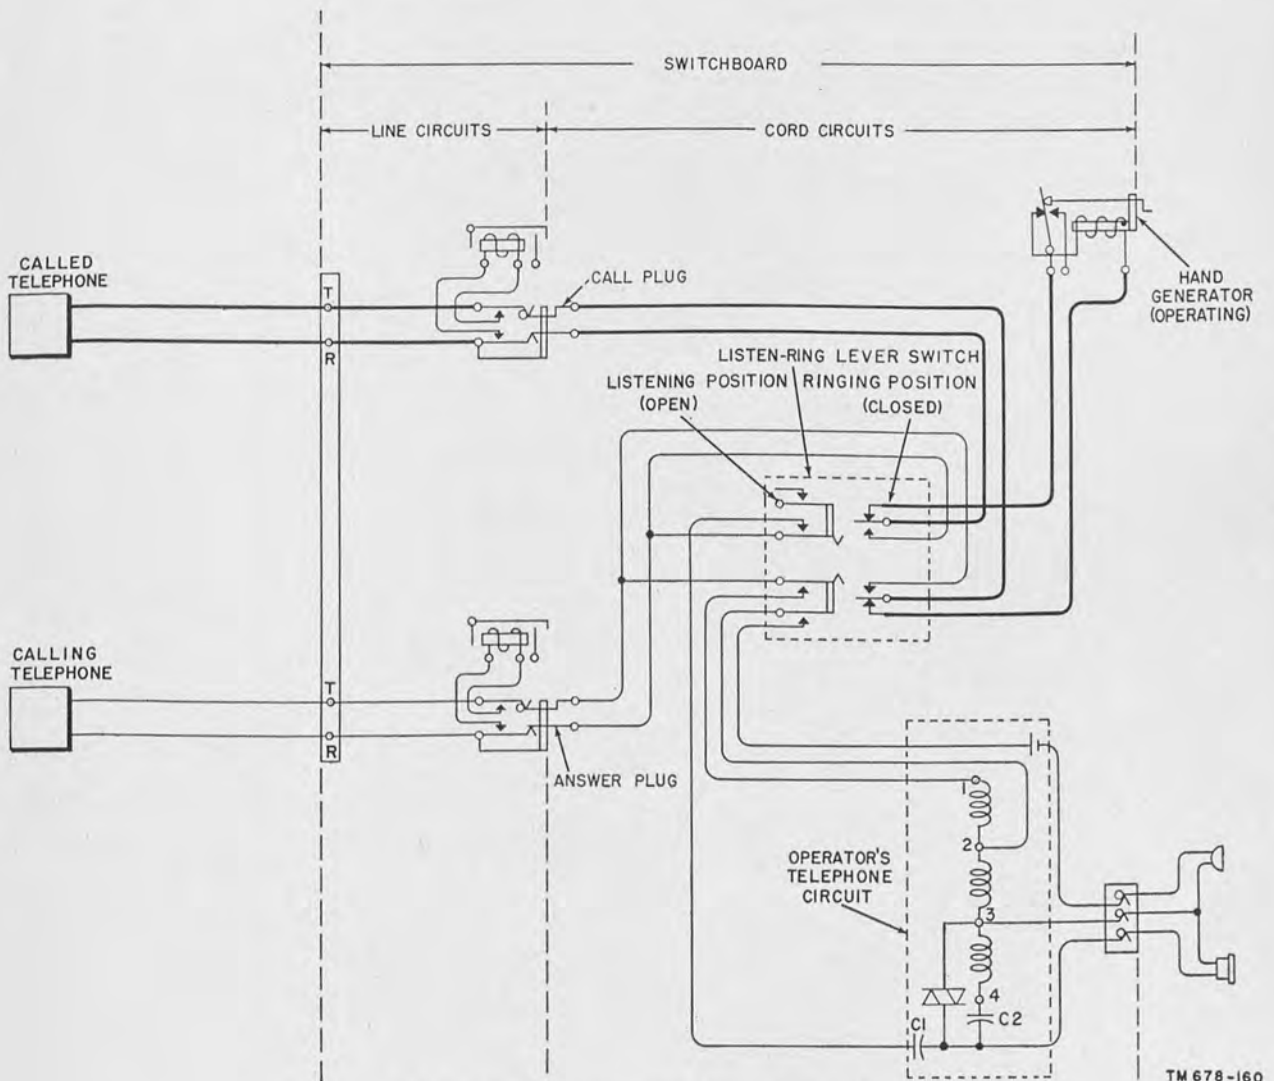 SWITCHBOARD
LINE CIRCUITS
CORD CIRCUITS
CALLED
TELEPHONE
T
R
CALL PLUG
HAND
GENERATOR
(OPERATING)
LISTEN-RING LEVER SWITCH
LISTENING POSITION
(OPEN)
RINGING POSITION
(CLOSED)
CALLING
TELEPHONE
T
R
ANSWER PLUG
OPERATOR'S
TELEPHONE
CIRCUIT
1
2
3
4
C1
C2
TM 678-160